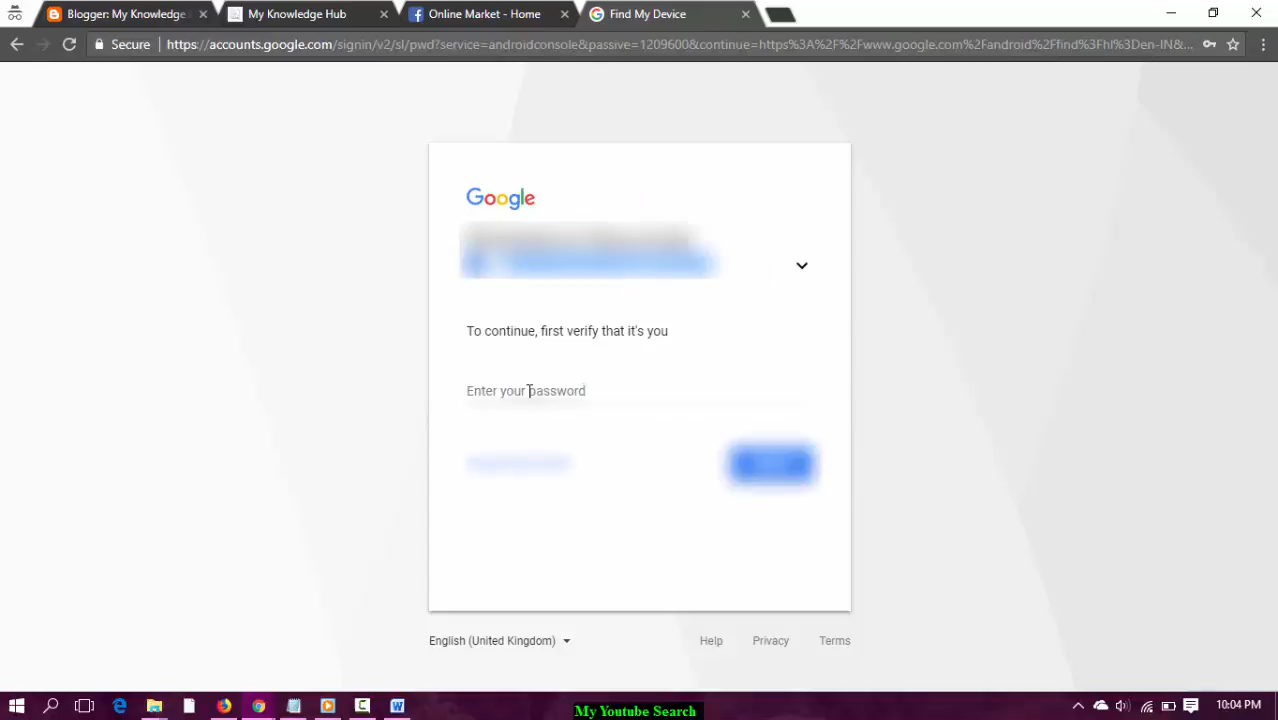 Blogger: My Knowledge
My Knowledge Hub
Online Market - Home
Find My Device
Secure
https://accounts.google.com/signin/v2/sl/pwd?service=androidconsole&passive=1209600&continue=https%3A%2F%2Fwww.google.com%2Fandroid%2Ffind%3Fhl%3Den-IN&...
Google
To continue, first verify that it's you
Enter your password
English (United Kingdom)
Help
Privacy
Terms
My Youtube Search
10:04 PM